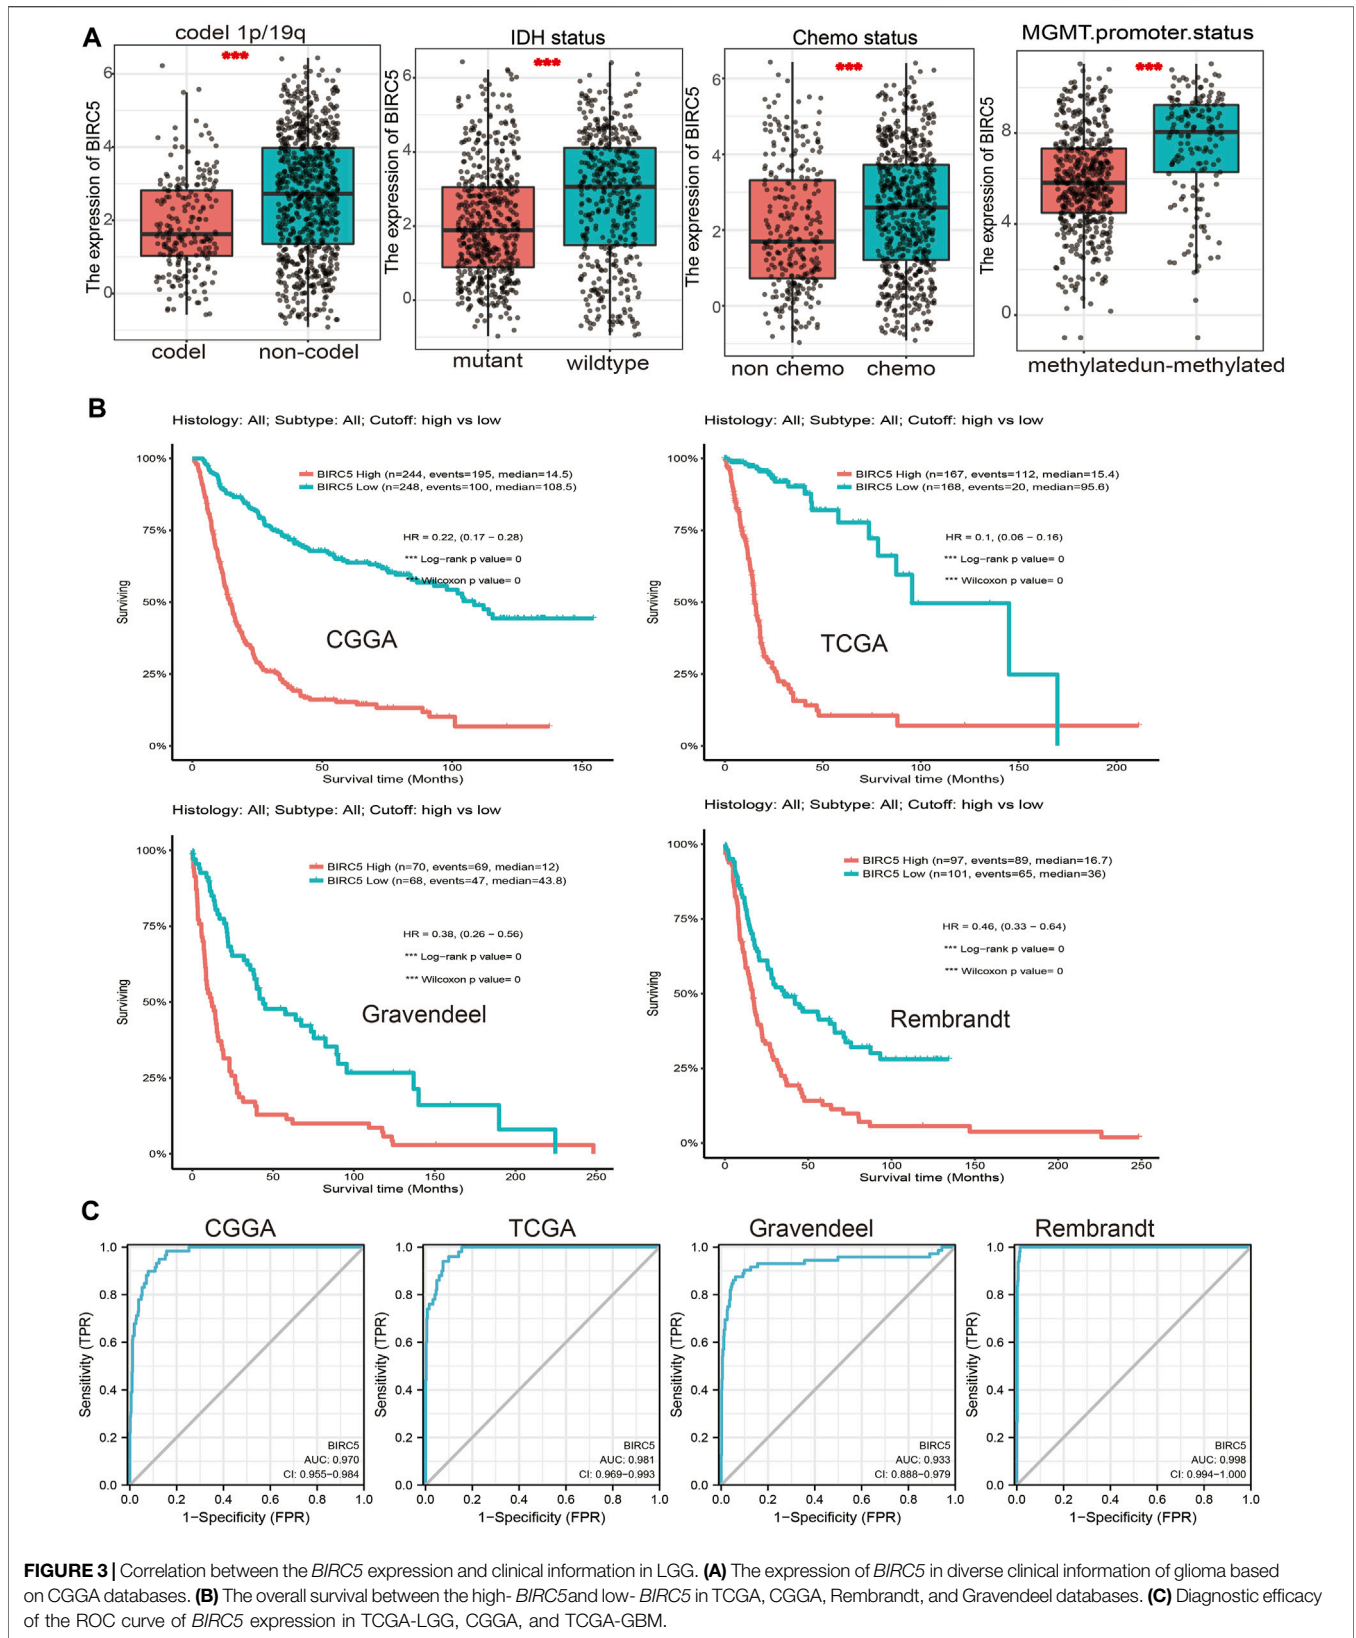 A
codel 1p/19q
***
The expression of BIRC5
6
4
2
0
codel
non-codel
IDH status
***
The expression of BIRC5
6
4
2
0
mutant
wildtype
Chemo status
***
The expression of BIRC5
6
4
2
0
non chemo
chemo
MGMT.promoter.status
***
The expression of BIRC5
8
4
0
methylatedun-methylated
B
Histology: All; Subtype: All; Cutoff: high vs low
BIRC5 High (n=244, events=195, median=14.5)
BIRC5 Low (n=248, events=100, median=108.5)
HR = 0.22, (0.17 − 0.28)
*** Log−rank p value= 0
*** Wilcoxon p value= 0
CGGA
Surviving
100%
75%
50%
25%
0%
0 50 100 150
Survival time (Months)
Histology: All; Subtype: All; Cutoff: high vs low
BIRC5 High (n=167, events=112, median=15.4)
BIRC5 Low (n=168, events=20, median=95.6)
HR = 0.1, (0.06 − 0.16)
*** Log−rank p value= 0
*** Wilcoxon p value= 0
TCGA
Surviving
100%
75%
50%
25%
0%
0 50 100 150 200
Survival time (Months)
Histology: All; Subtype: All; Cutoff: high vs low
BIRC5 High (n=70, events=69, median=12)
BIRC5 Low (n=68, events=47, median=43.8)
HR = 0.38, (0.26 − 0.56)
*** Log−rank p value= 0
*** Wilcoxon p value= 0
Gravendeel
Surviving
100%
75%
50%
25%
0%
0 50 100 150 200 250
Survival time (Months)
Histology: All; Subtype: All; Cutoff: high vs low
BIRC5 High (n=97, events=89, median=16.7)
BIRC5 Low (n=101, events=65, median=36)
HR = 0.46, (0.33 − 0.64)
*** Log−rank p value= 0
*** Wilcoxon p value= 0
Rembrandt
Surviving
100%
75%
50%
25%
0%
0 50 100 150 200 250
Survival time (Months)
C
CGGA
Sensitivity (TPR)
1.0
0.8
0.6
0.4
0.2
0.0
BIRC5
AUC: 0.970
CI: 0.955−0.984
0.0 0.2 0.4 0.6 0.8 1.0
1−Specificity (FPR)
TCGA
Sensitivity (TPR)
1.0
0.8
0.6
0.4
0.2
0.0
BIRC5
AUC: 0.981
CI: 0.969−0.993
0.0 0.2 0.4 0.6 0.8 1.0
1−Specificity (FPR)
Gravendeel
Sensitivity (TPR)
1.0
0.8
0.6
0.4
0.2
0.0
BIRC5
AUC: 0.933
CI: 0.888−0.979
0.0 0.2 0.4 0.6 0.8 1.0
1−Specificity (FPR)
Rembrandt
Sensitivity (TPR)
1.0
0.8
0.6
0.4
0.2
0.0
BIRC5
AUC: 0.998
CI: 0.994−1.000
0.0 0.2 0.4 0.6 0.8 1.0
1−Specificity (FPR)
FIGURE 3 | Correlation between the BIRC5 expression and clinical information in LGG. (A) The expression of BIRC5 in diverse clinical information of glioma based
on CGGA databases. (B) The overall survival between the high- BIRC5and low- BIRC5 in TCGA, CGGA, Rembrandt, and Gravendeel databases. (C) Diagnostic efficacy
of the ROC curve of BIRC5 expression in TCGA-LGG, CGGA, and TCGA-GBM.